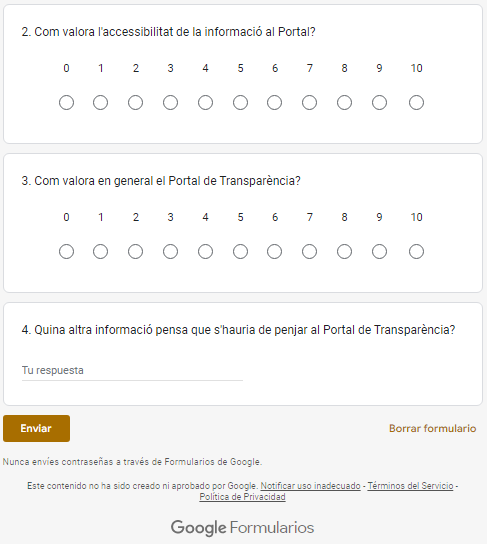 2. Com valora l'accessibilitat de la informació al Portal?
0 1 2 3 4 5 6 7 8 9 10
3. Com valora en general el Portal de Transparència?
0 1 2 3 4 5 6 7 8 9 10
4. Quina altra informació pensa que s'hauria de penjar al Portal de Transparència?
Tu respuesta
Enviar Borrar formulario
Nunca envíes contraseñas a través de Formularios de Google.
Este contenido no ha sido creado ni aprobado por Google. Notificar uso inadecuado - Términos del Servicio -
Política de Privacidad
Google Formularios